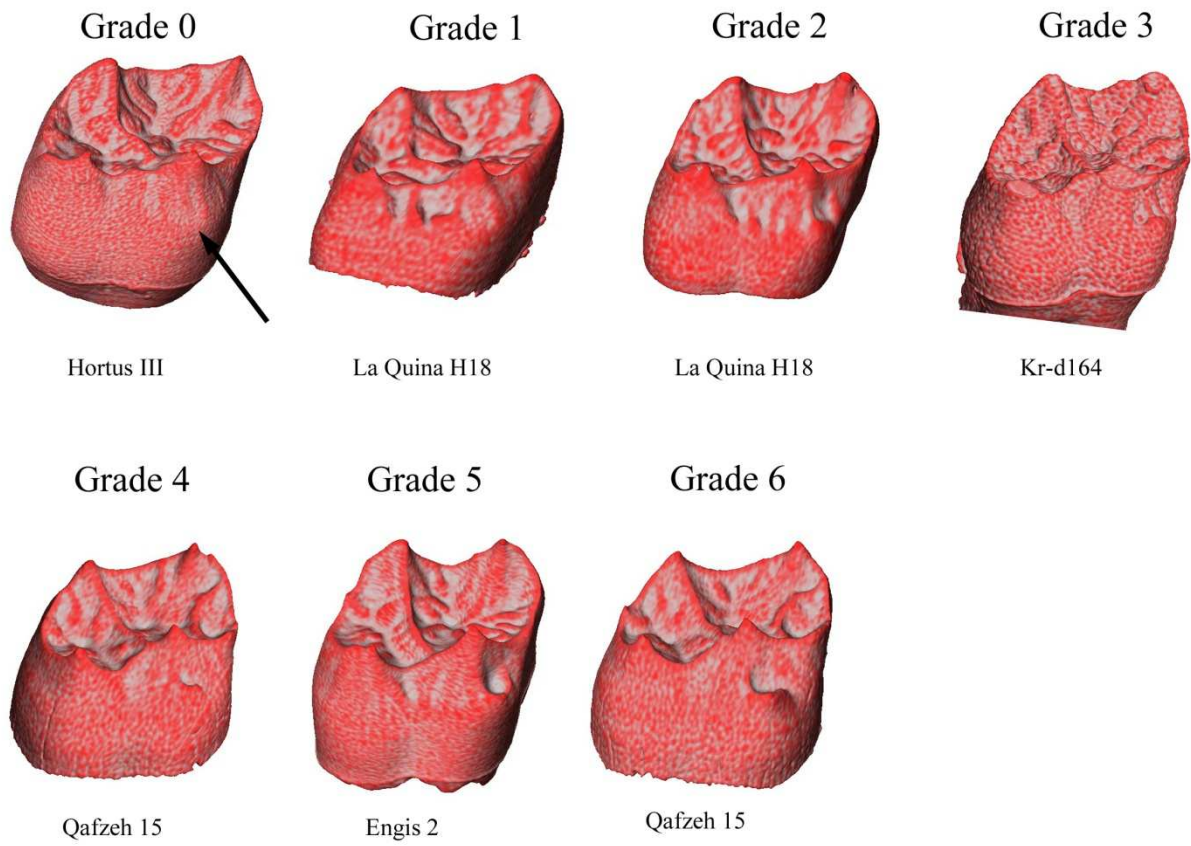 Grade 0
Grade 1
Grade 2
Grade 3
Hortus III
La Quina H18
La Quina H18
Kr-d164
Grade 4
Grade 5
Grade 6
Qafzeh 15
Engis 2
Qafzeh 15